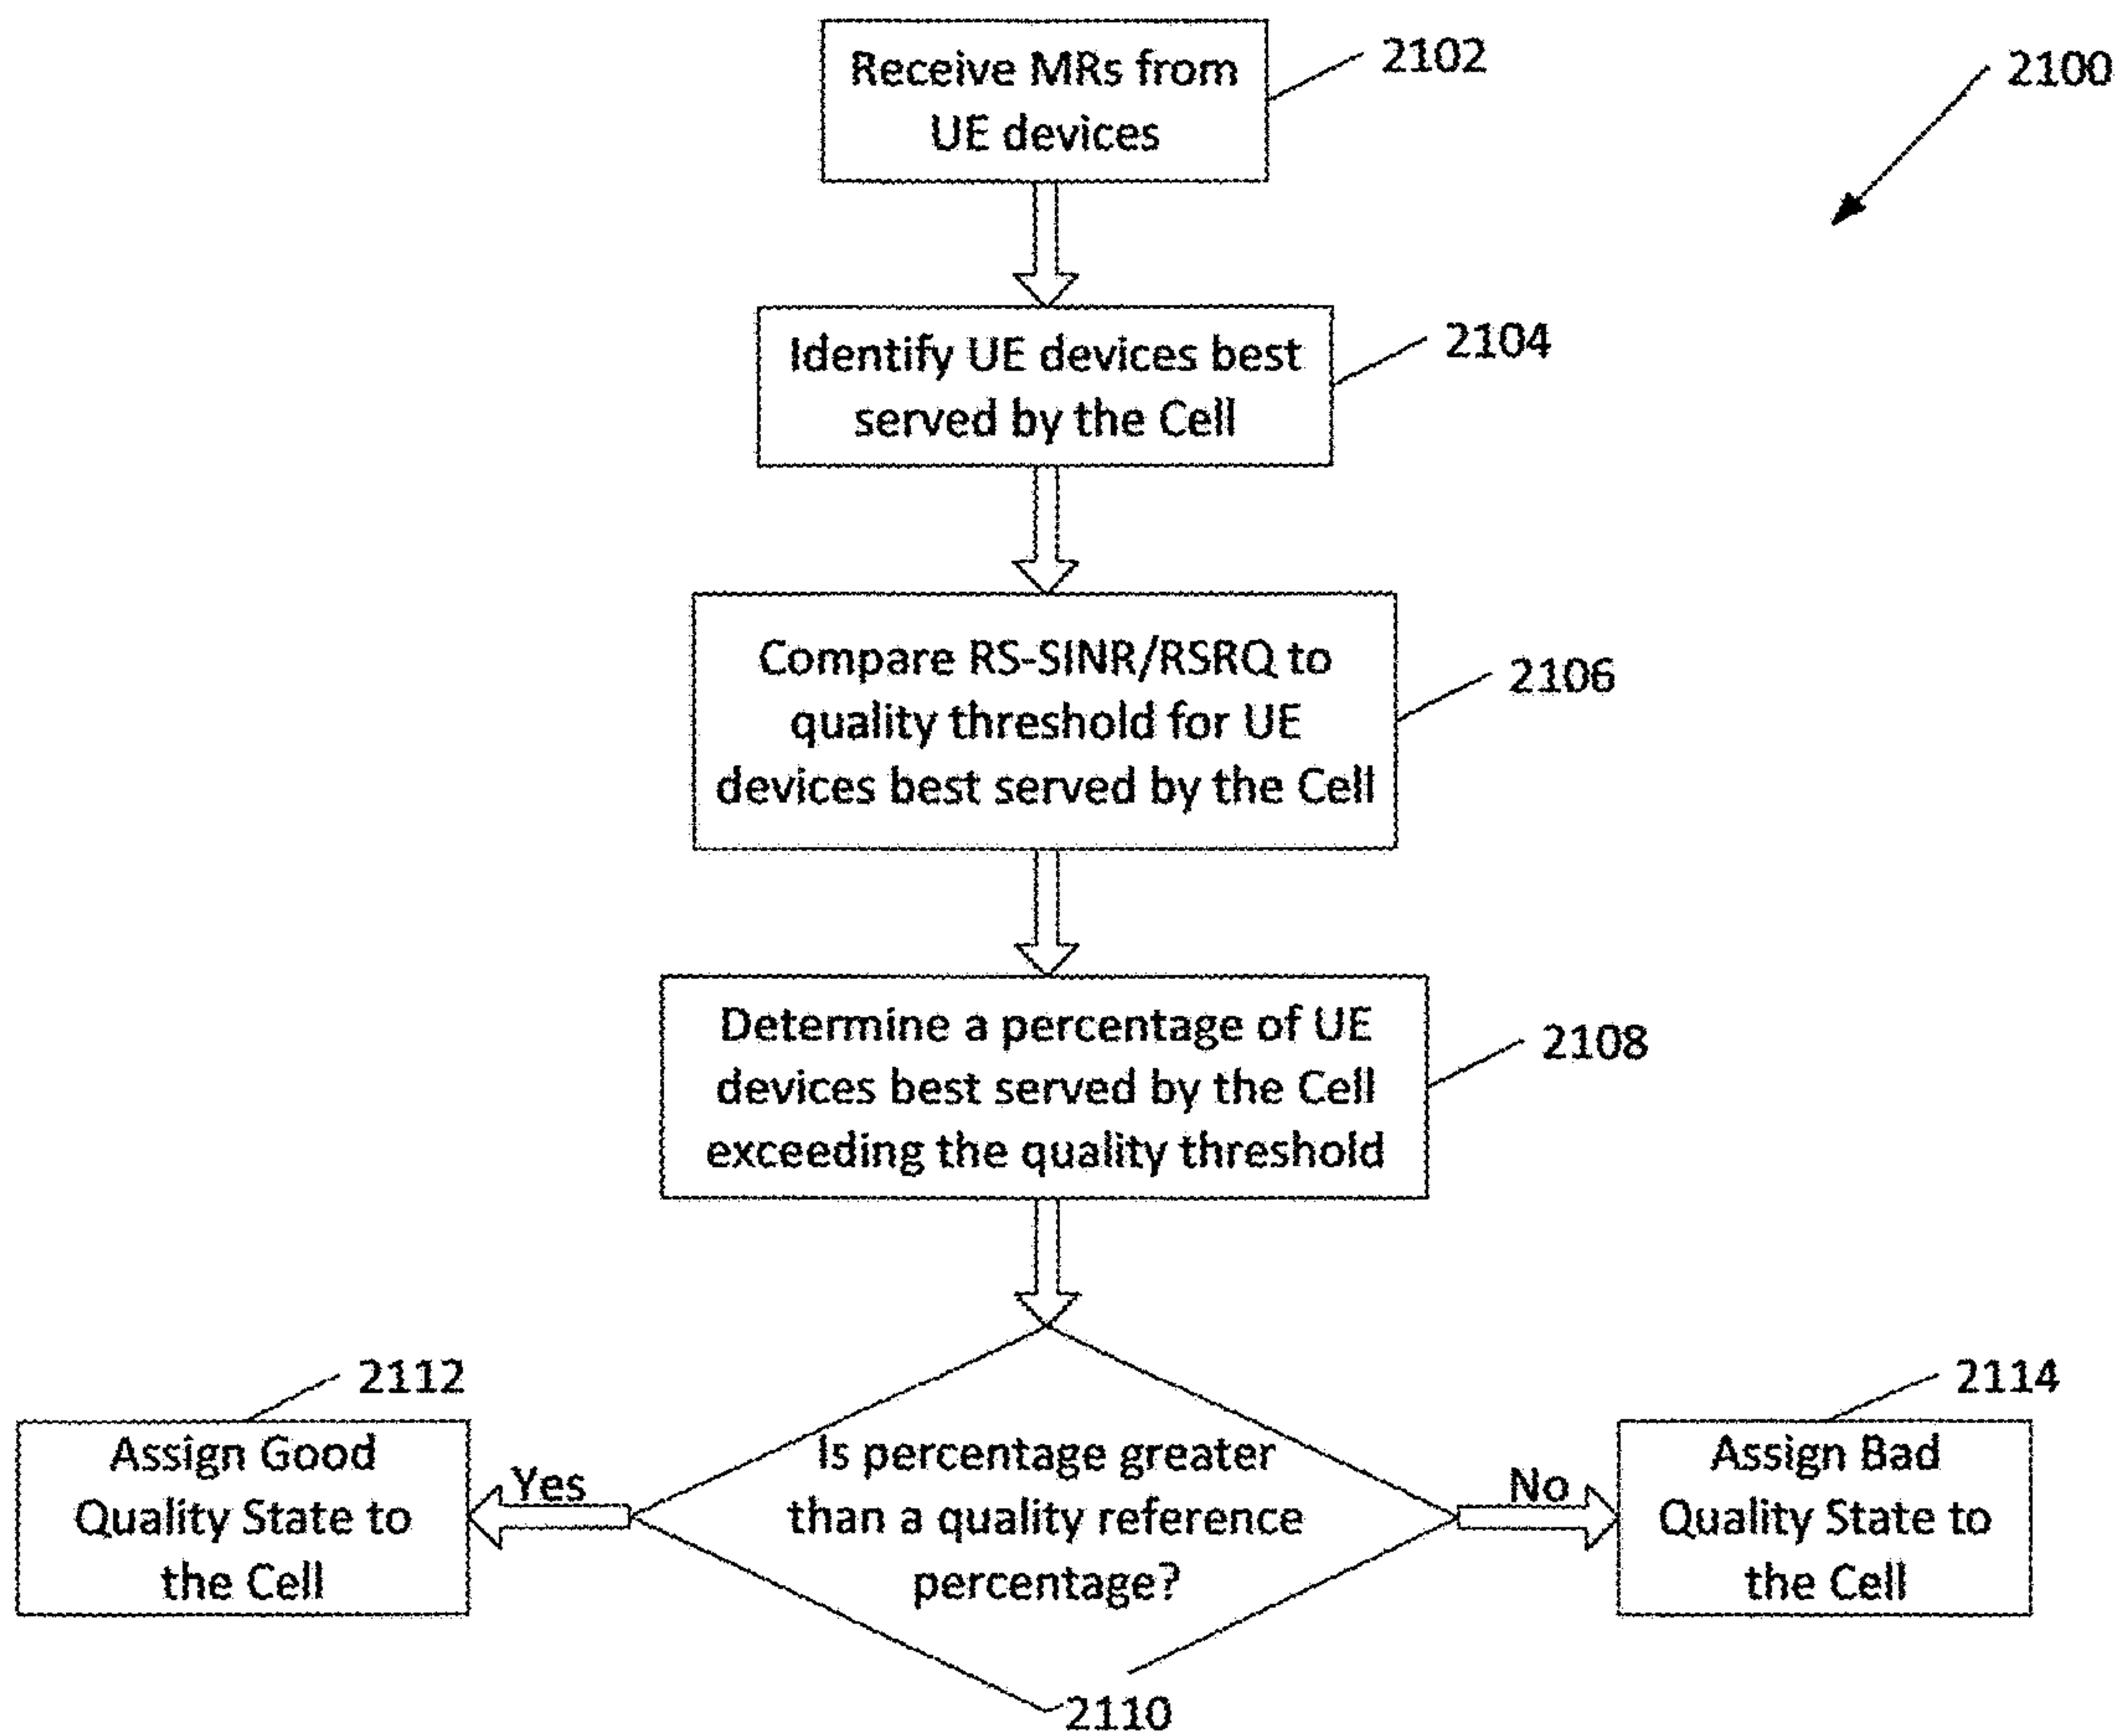 Receive MRs from
UE devices
2102
2100
Identify UE devices best
served by the Cell
2104
Compare RS-SINR/RSRQ to
quality threshold for UE
devices best served by the Cell
2106
Determine a percentage of UE
devices best served by the Cell
exceeding the quality threshold
2108
2112
Assign Good
Quality State to
the Cell
Yes
Is percentage greater
than a quality reference
percentage?
2110
No
2114
Assign Bad
Quality State to
the Cell